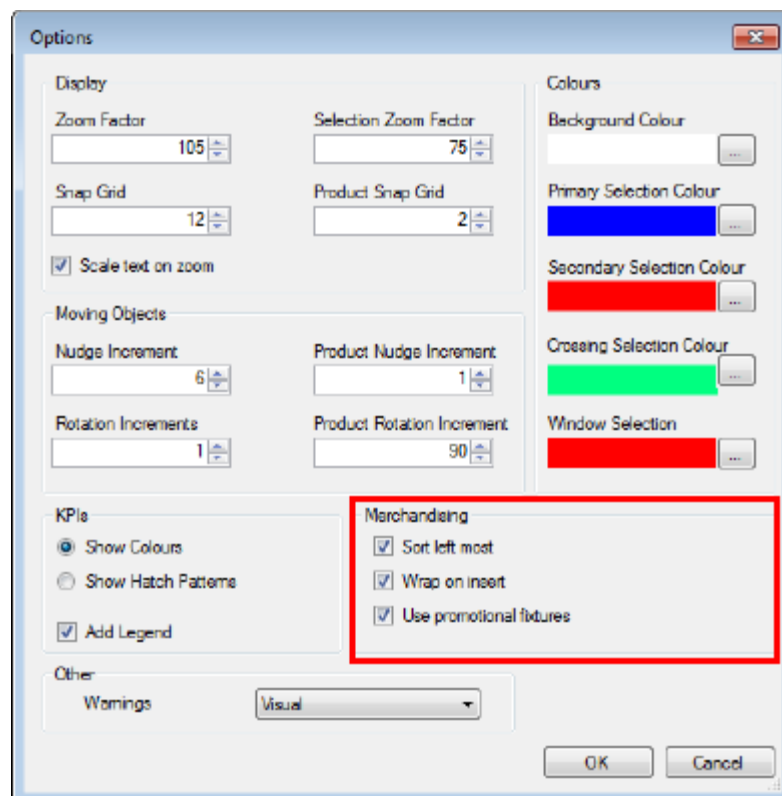 Options
Display
Zoom Factor
Selection Zoom Factor
105
75
Snap Grid
Product Snap Grid
12
2
Scale text on zoom
Moving Objects
Nudge Increment
Product Nudge Increment
6
1
Rotation Increments
Product Rotation Increment
1
90
Colours
Background Colour
...
Primary Selection Colour
...
Secondary Selection Colour
...
Crossing Selection Colour
...
Window Selection
...
KPIs
Show Colours
Show Hatch Patterns
Add Legend
Merchandising
Sort left most
Wrap on insert
Use promotional fixtures
Other
Warnings
Visual
OK
Cancel